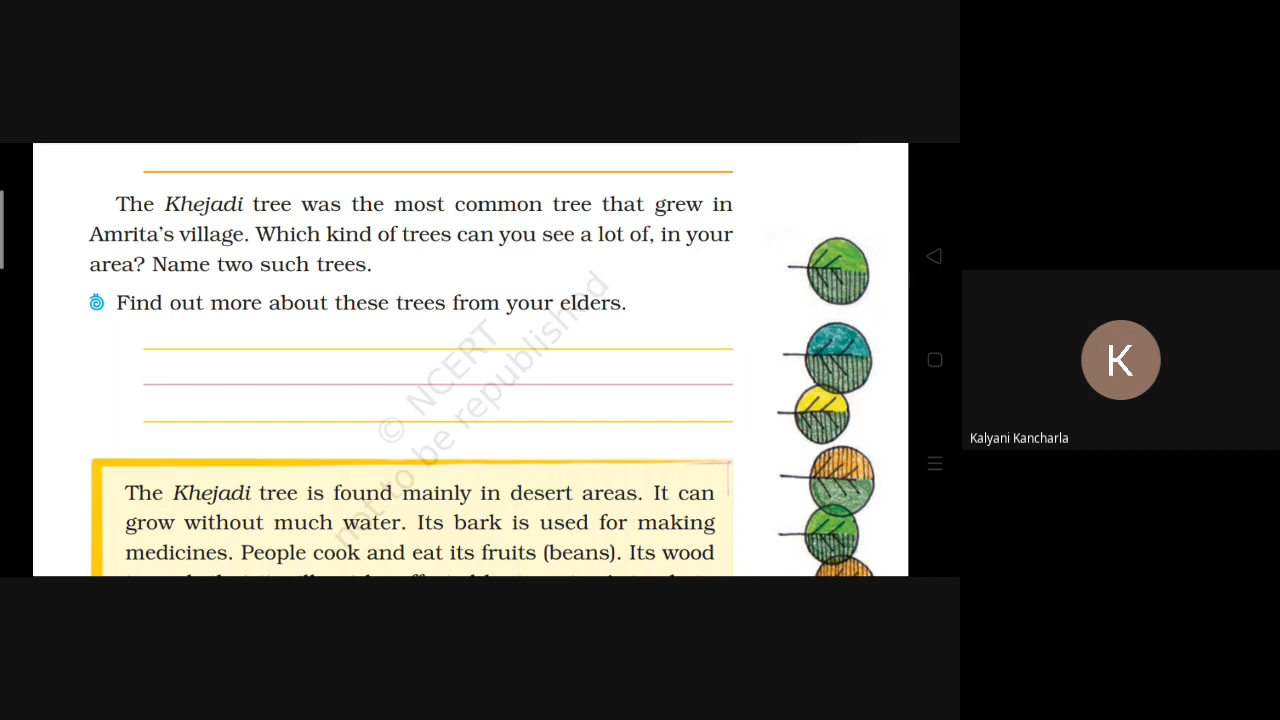 The Khejadi tree was the most common tree that grew in
Amrita's village. Which kind of trees can you see a lot of, in your
area? Name two such trees.
Find out more about these trees from your elders.
© NCERT
not to be republished
The Khejadi tree is found mainly in desert areas. It can
grow without much water. Its bark is used for making
medicines. People cook and eat its fruits (beans). Its wood
K
Kalyani Kancharla